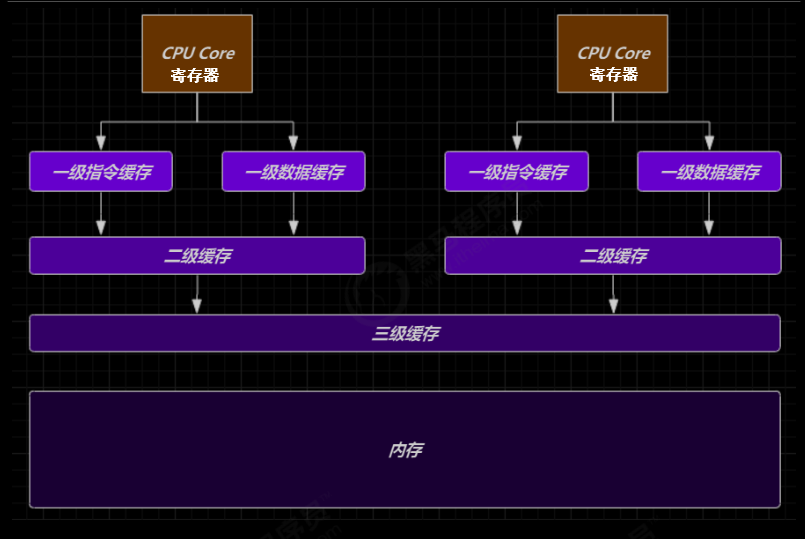 CPU Core
寄存器
CPU Core
寄存器
一级指令缓存
一级数据缓存
一级指令缓存
一级数据缓存
二级缓存
二级缓存
三级缓存
内存